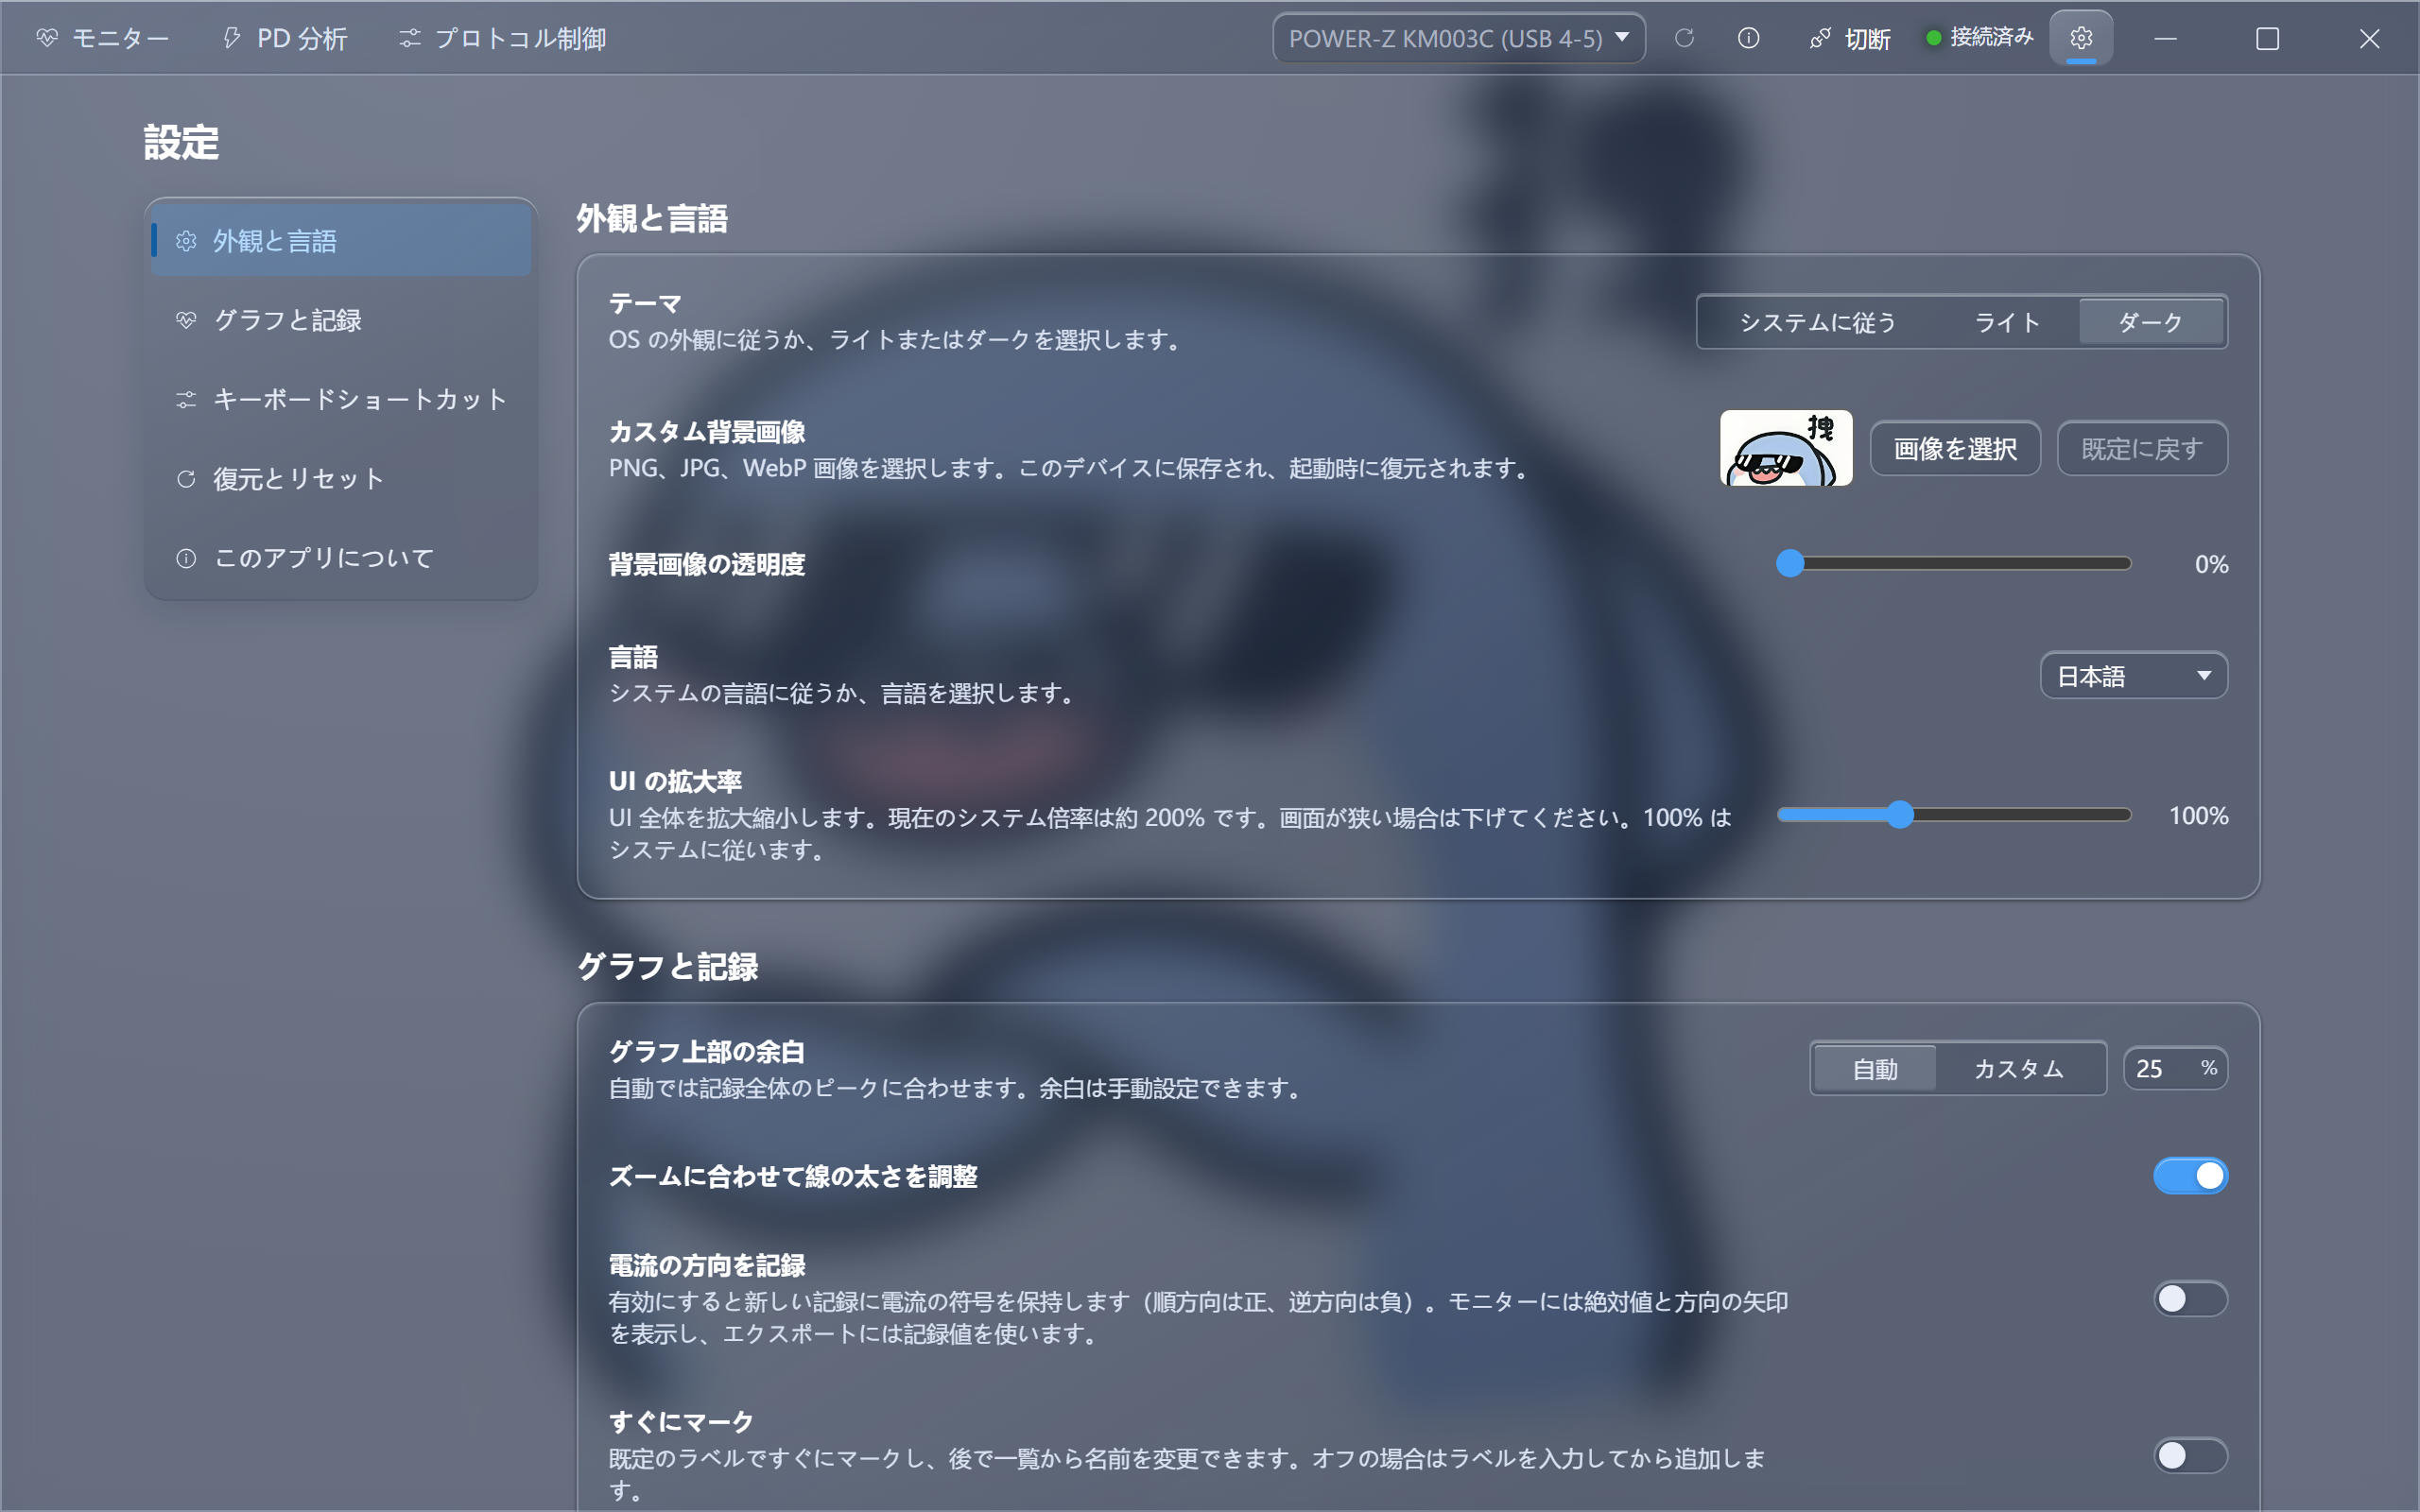 モニター
PD 分析
プロトコル制御
POWER-Z KM003C (USB 4-5)
切断
接続済み
設定
外観と言語
グラフと記録
キーボードショートカット
復元とリセット
このアプリについて
外観と言語
テーマ
OS の外観に従うか、ライトまたはダークを選択します。
システムに従う
ライト
ダーク
カスタム背景画像
PNG、JPG、WebP 画像を選択します。このデバイスに保存され、起動時に復元されます。
拽
画像を選択
既定に戻す
背景画像の透明度
0%
言語
システムの言語に従うか、言語を選択します。
日本語
UI の拡大率
UI 全体を拡大縮小します。現在のシステム倍率は約 200% です。画面が狭い場合は下げてください。100% は
システムに従います。
100%
グラフと記録
グラフ上部の余白
自動では記録全体のピークに合わせます。余白は手動設定できます。
自動
カスタム
25 %
ズームに合わせて線の太さを調整
電流の方向を記録
有効にすると新しい記録に電流の符号を保持します（順方向は正、逆方向は負）。モニターには絶対値と方向の矢印
を表示し、エクスポートには記録値を使います。
すぐにマーク
既定のラベルですぐにマークし、後で一覧から名前を変更できます。オフの場合はラベルを入力してから追加しま
す。